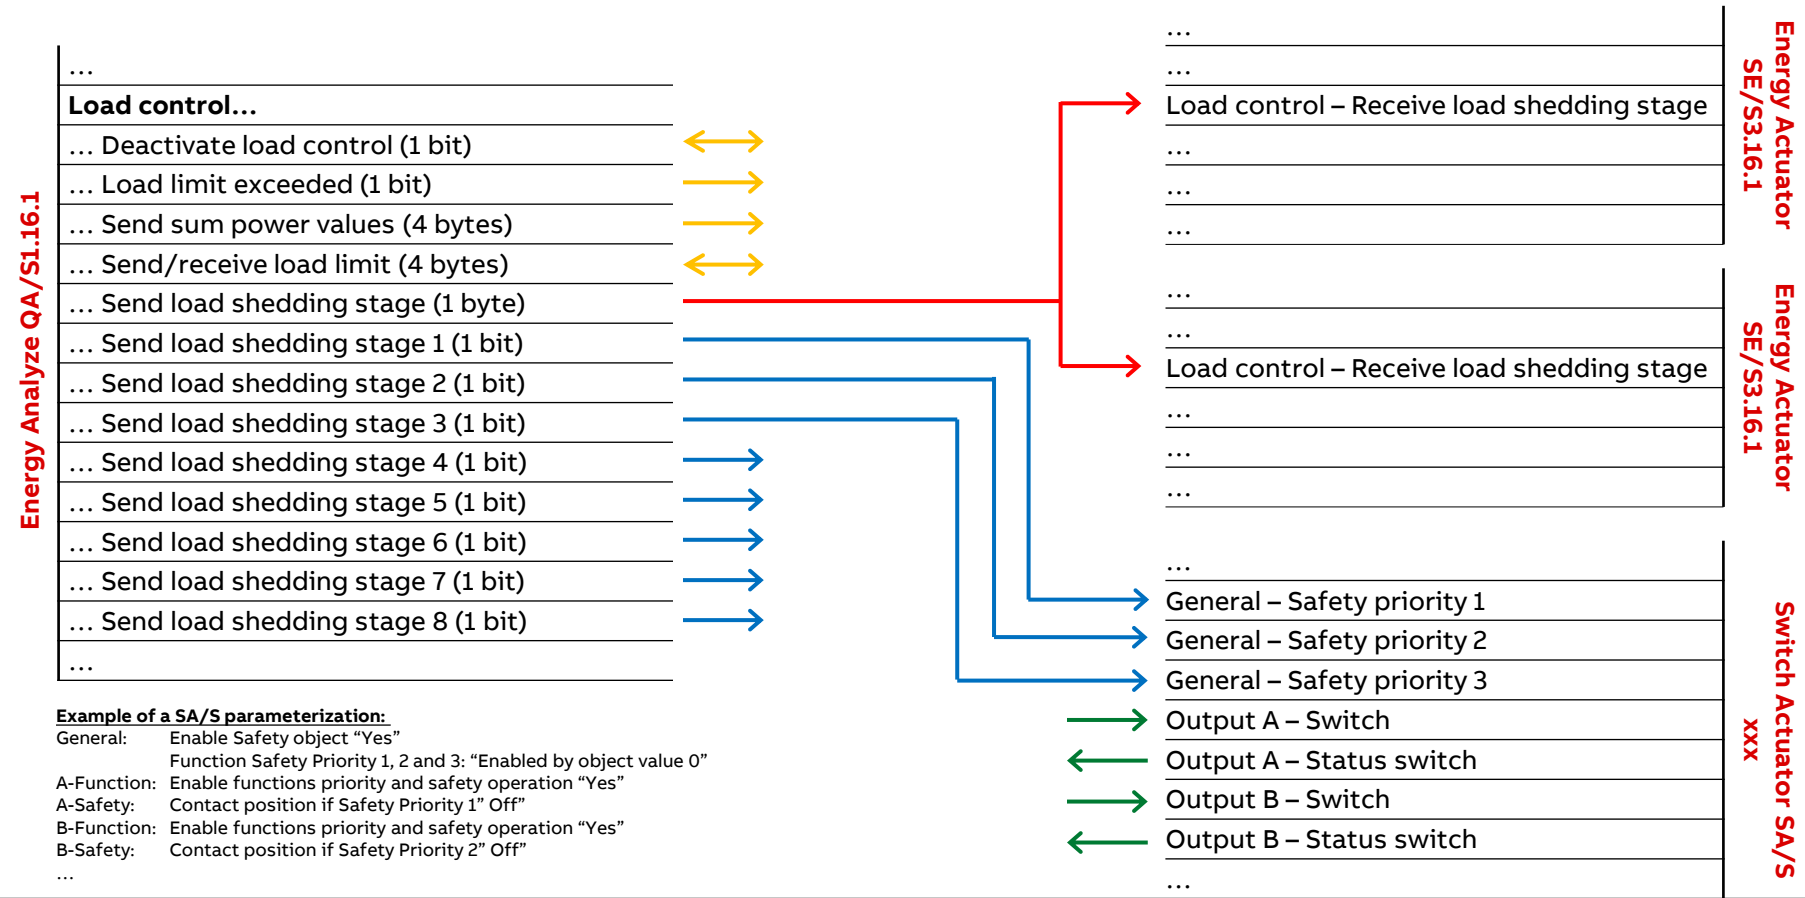 Energy Analyze QA/S1.16.1
…
Load control…
… Deactivate load control (1 bit)
… Load limit exceeded (1 bit)
… Send sum power values (4 bytes)
… Send/receive load limit (4 bytes)
… Send load shedding stage (1 byte)
… Send load shedding stage 1 (1 bit)
… Send load shedding stage 2 (1 bit)
… Send load shedding stage 3 (1 bit)
… Send load shedding stage 4 (1 bit)
… Send load shedding stage 5 (1 bit)
… Send load shedding stage 6 (1 bit)
… Send load shedding stage 7 (1 bit)
… Send load shedding stage 8 (1 bit)
…
Example of a SA/S parameterization:
General: Enable Safety object “Yes”
Function Safety Priority 1, 2 and 3: “Enabled by object value 0”
A-Function: Enable functions priority and safety operation “Yes”
A-Safety: Contact position if Safety Priority 1” Off”
B-Function: Enable functions priority and safety operation “Yes”
B-Safety: Contact position if Safety Priority 2” Off”
…
…
…
Load control – Receive load shedding stage
…
…
…
Energy Actuator
SE/S3.16.1
…
…
Load control – Receive load shedding stage
…
…
…
Energy Actuator
SE/S3.16.1
…
General – Safety priority 1
General – Safety priority 2
General – Safety priority 3
Output A – Switch
Output A – Status switch
Output B – Switch
Output B – Status switch
…
Switch Actuator SA/S
xxx